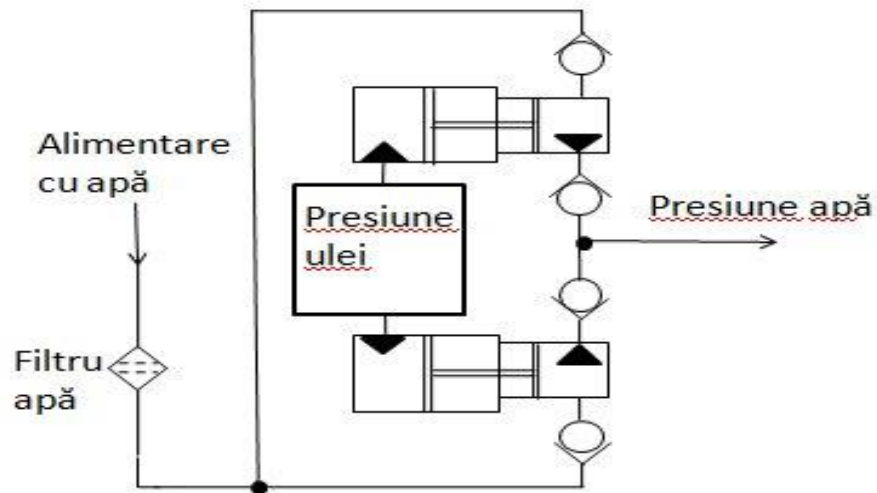 Alimentare
cu apă
Presiune
ulei
Presiune apă
Filtru
apă